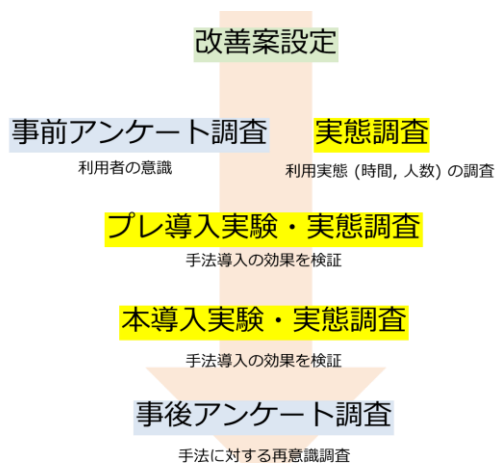 改善案設定
事前アンケート調査
利用者の意識
実態調査
利用実態 (時間, 人数) の調査
プレ導入実験・実態調査
手法導入の効果を検証
本導入実験・実態調査
手法導入の効果を検証
事後アンケート調査
手法に対する再意識調査